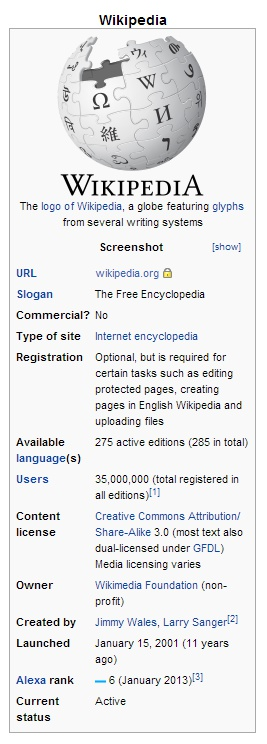 Wikipedia
Ω W И 維 7
WIKIPEDIA
The logo of Wikipedia, a globe featuring glyphs
from several writing systems
Screenshot [show]
URL wikipedia.org
Slogan The Free Encyclopedia
Commercial? No
Type of site Internet encyclopedia
Registration Optional, but is required for
certain tasks such as editing
protected pages, creating
pages in English Wikipedia and
uploading files
Available 275 active editions (285 in total)
language(s)
Users 35,000,000 (total registered in
all editions)[1]
Content Creative Commons Attribution/
license Share-Alike 3.0 (most text also
dual-licensed under GFDL)
Media licensing varies
Owner Wikimedia Foundation (non-
profit)
Created by Jimmy Wales, Larry Sanger[2]
Launched January 15, 2001 (11 years
ago)
Alexa rank 6 (January 2013)[3]
Current Active
status